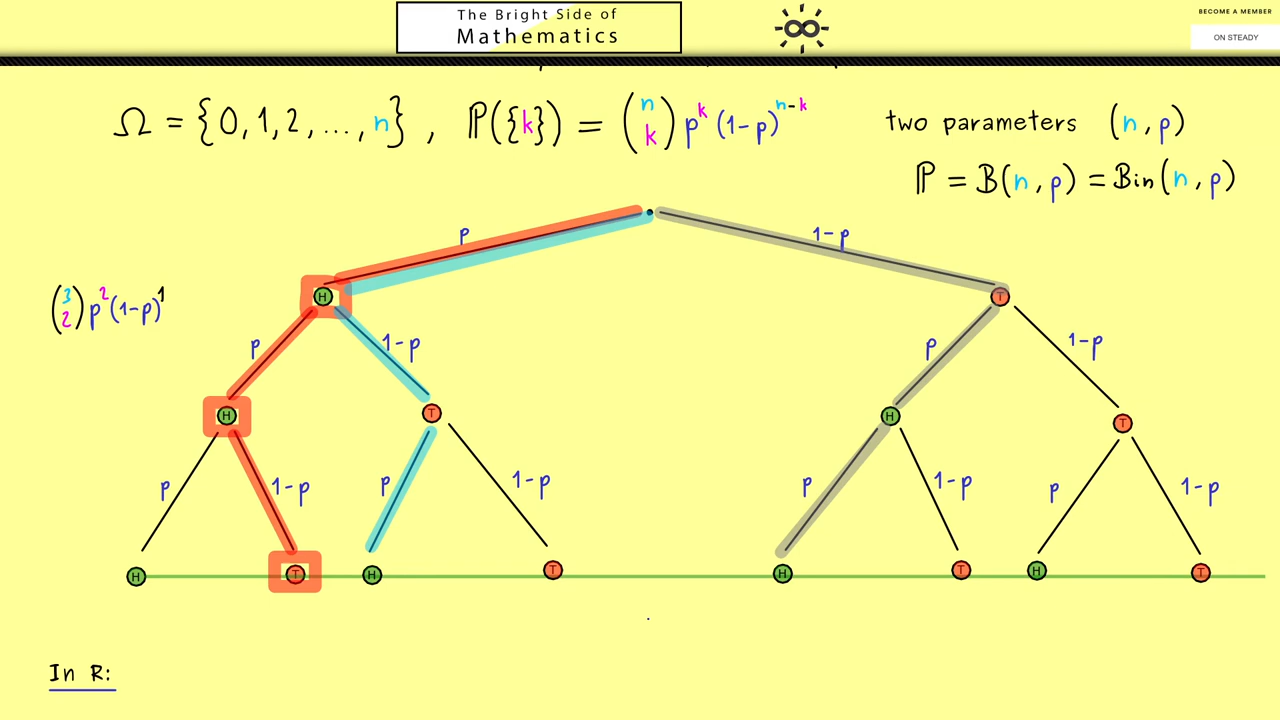 The Bright Side of
Mathematics
BECOME A MEMBER
ON STEADY
Ω = {0, 1, 2, ..., n} , ℙ({k}) = (n k) p^k (1-p)^{n-k}
two parameters (n, p)
ℙ = B(n, p) = Bin(n, p)
p 1-p
(3 2) p^2 (1-p)^1
H T
p 1-p p 1-p
H T H T
p 1-p p 1-p p 1-p p 1-p
H T H T H T H T
In R: